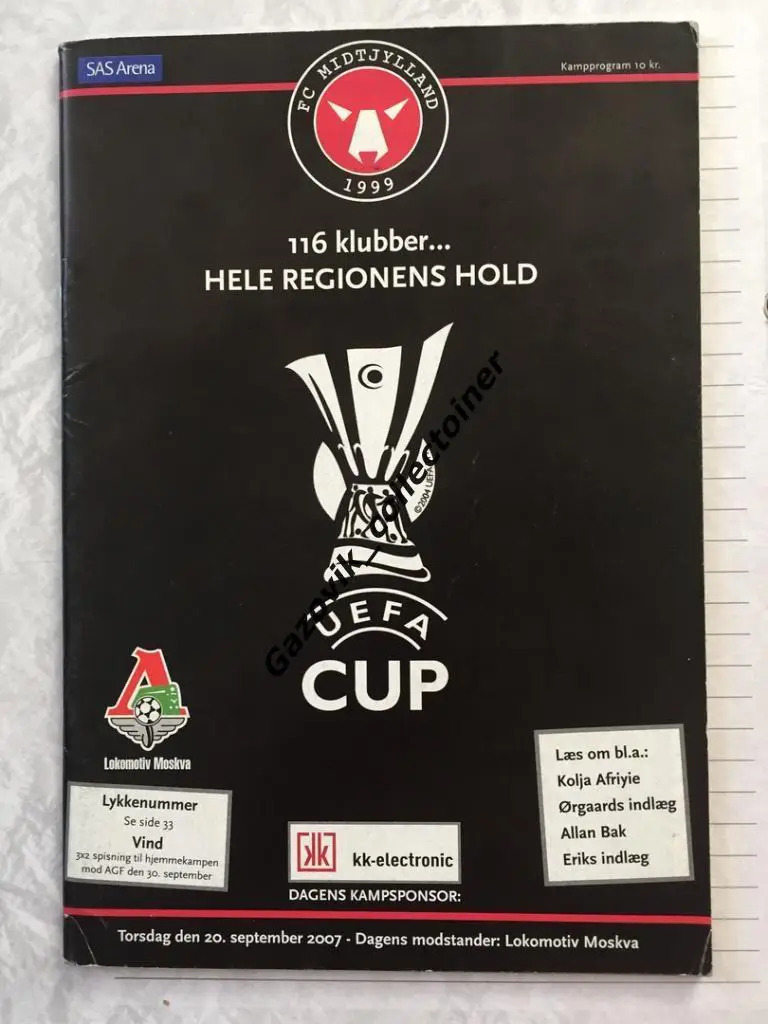 SAS Arena
Kampprogram 10 kr.
FC MIDTJYLLAND
1999
116 klubber...
HELE REGIONENS HOLD
©2004 UEFA
Gazovik_collectoiner
UEFA
CUP
Lokomotiv Moskva
Lykkenummer
Se side 33
Vind
3x2 spisning til hjemmekampen
mod AGF den 30. september
kk kk-electronic
DAGENS KAMPSPONSOR:
Læs om bl.a.:
Kolja Afriyie
Ørgaards indlæg
Allan Bak
Eriks indlæg
Torsdag den 20. september 2007 - Dagens modstander: Lokomotiv Moskva